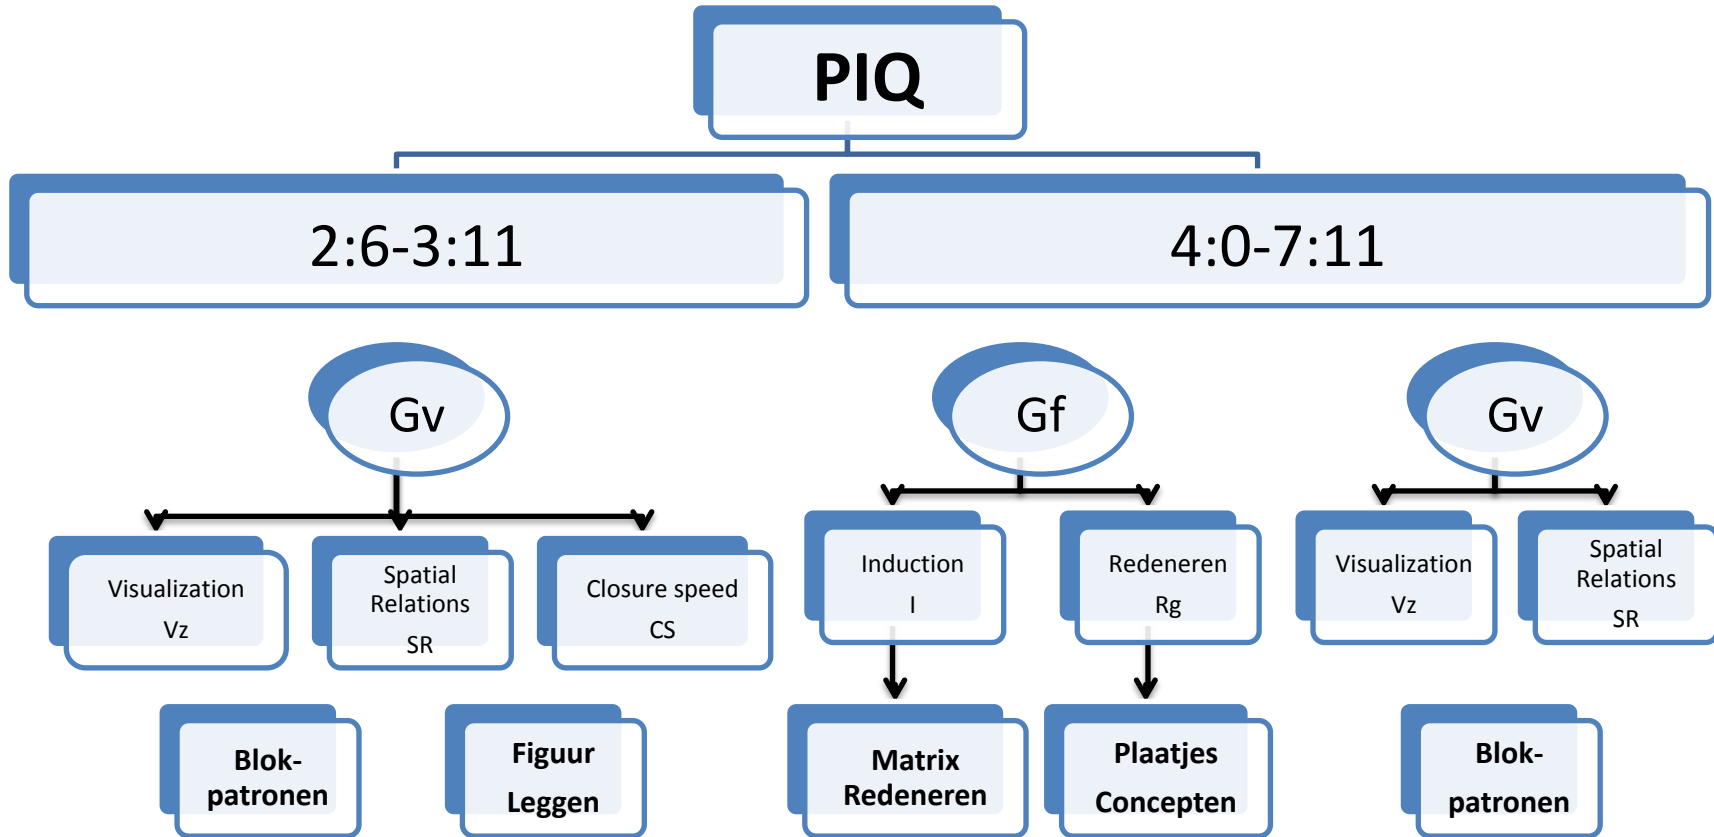 PIQ
2:6-3:11
4:0-7:11
Gv
Gf
Gv
Visualization
Vz
Spatial
Relations
SR
Closure speed
CS
Induction
I
Redeneren
Rg
Visualization
Vz
Spatial
Relations
SR
Blok-
patronen
Figuur
Leggen
Matrix
Redeneren
Plaatjes
Concepten
Blok-
patronen